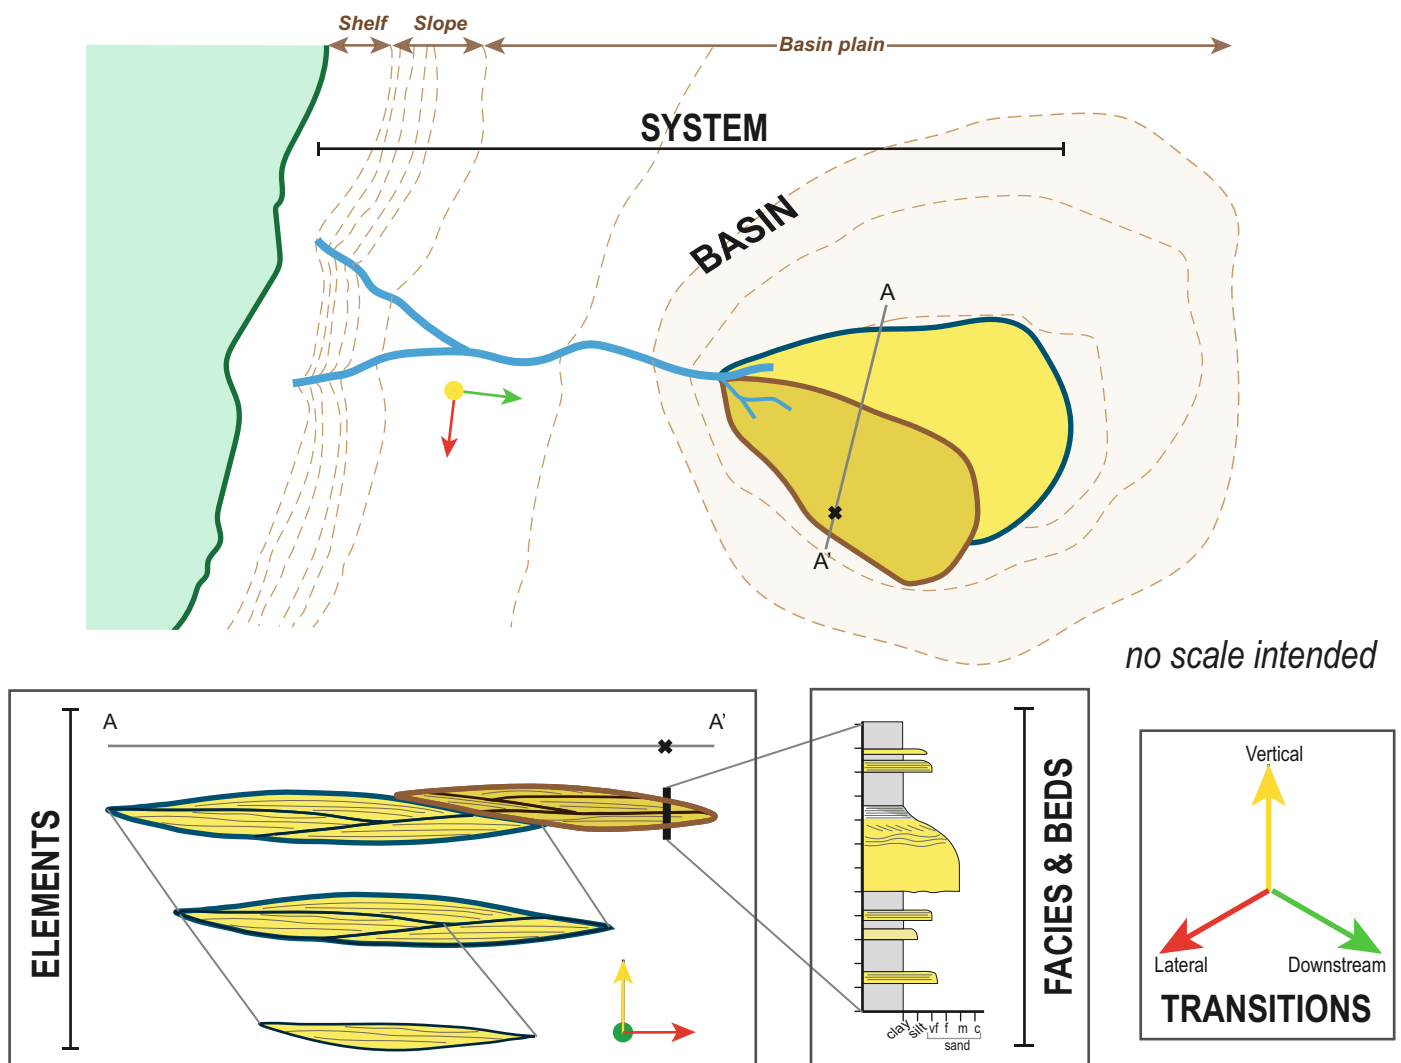 Shelf
Slope
Basin plain
SYSTEM
BASIN
A
A'
no scale intended
ELEMENTS
A
A'
FACIES & BEDS
clay
silt
vf
f
m
c
sand
Vertical
Lateral
Downstream
TRANSITIONS